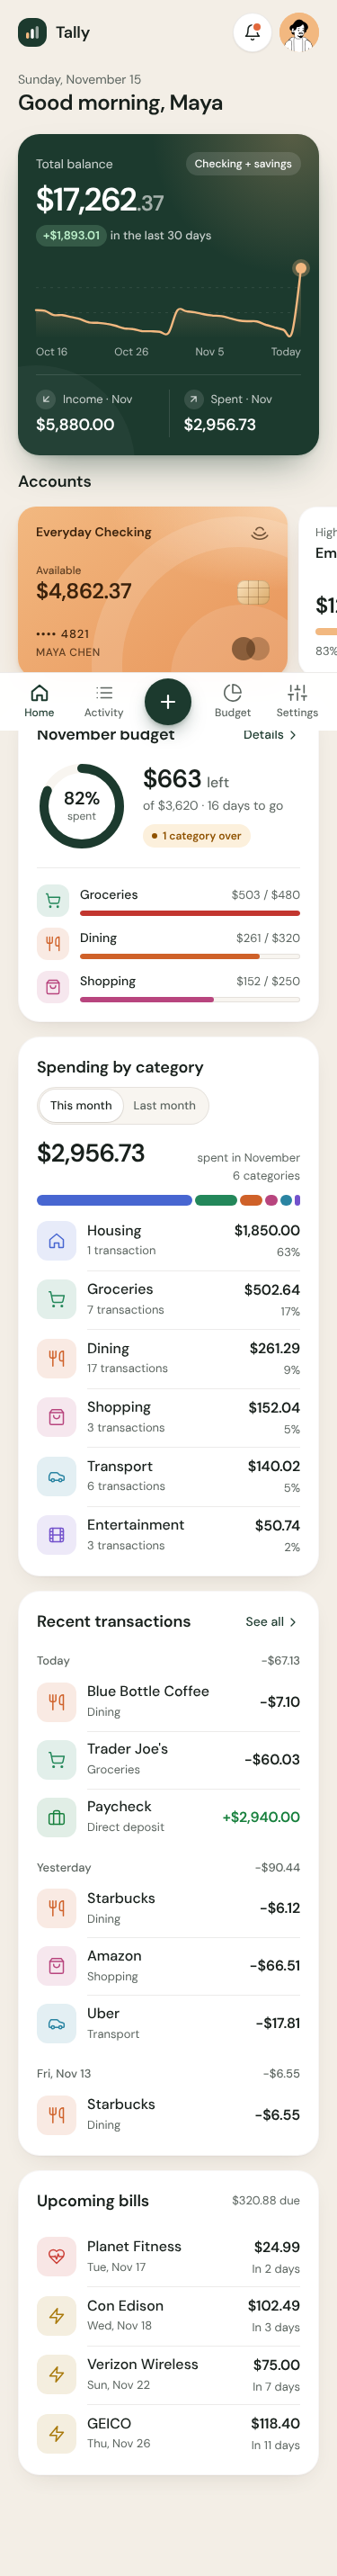 Tally
Sunday, November 15
Good morning, Maya
Total balance
Checking + savings
$17,262.37
+$1,893.01 in the last 30 days
Oct 16 Oct 26 Nov 5 Today
Income · Nov
$5,880.00
Spent · Nov
$2,956.73
Accounts
Everyday Checking
Available
$4,862.37
•••• 4821
MAYA CHEN
83%
Home Activity Budget Settings
November budget
Details
82%
spent
$663 left
of $3,620 · 16 days to go
1 category over
Groceries $503 / $480
Dining $261 / $320
Shopping $152 / $250
Spending by category
This month Last month
$2,956.73
spent in November
6 categories
Housing $1,850.00
1 transaction 63%
Groceries $502.64
7 transactions 17%
Dining $261.29
17 transactions 9%
Shopping $152.04
3 transactions 5%
Transport $140.02
6 transactions 5%
Entertainment $50.74
3 transactions 2%
Recent transactions See all
Today -$67.13
Blue Bottle Coffee -$7.10
Dining
Trader Joe's -$60.03
Groceries
Paycheck +$2,940.00
Direct deposit
Yesterday -$90.44
Starbucks -$6.12
Dining
Amazon -$66.51
Shopping
Uber -$17.81
Transport
Fri, Nov 13 -$6.55
Starbucks -$6.55
Dining
Upcoming bills $320.88 due
Planet Fitness $24.99
Tue, Nov 17 In 2 days
Con Edison $102.49
Wed, Nov 18 In 3 days
Verizon Wireless $75.00
Sun, Nov 22 In 7 days
GEICO $118.40
Thu, Nov 26 In 11 days